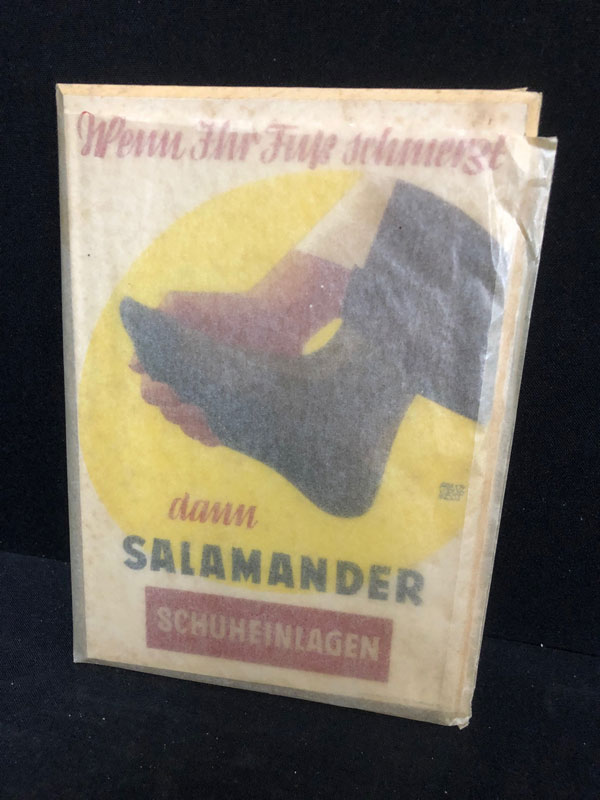 Wenn Ihr Fuß schmerzt
dann
SALAMANDER
SCHUHEINLAGEN